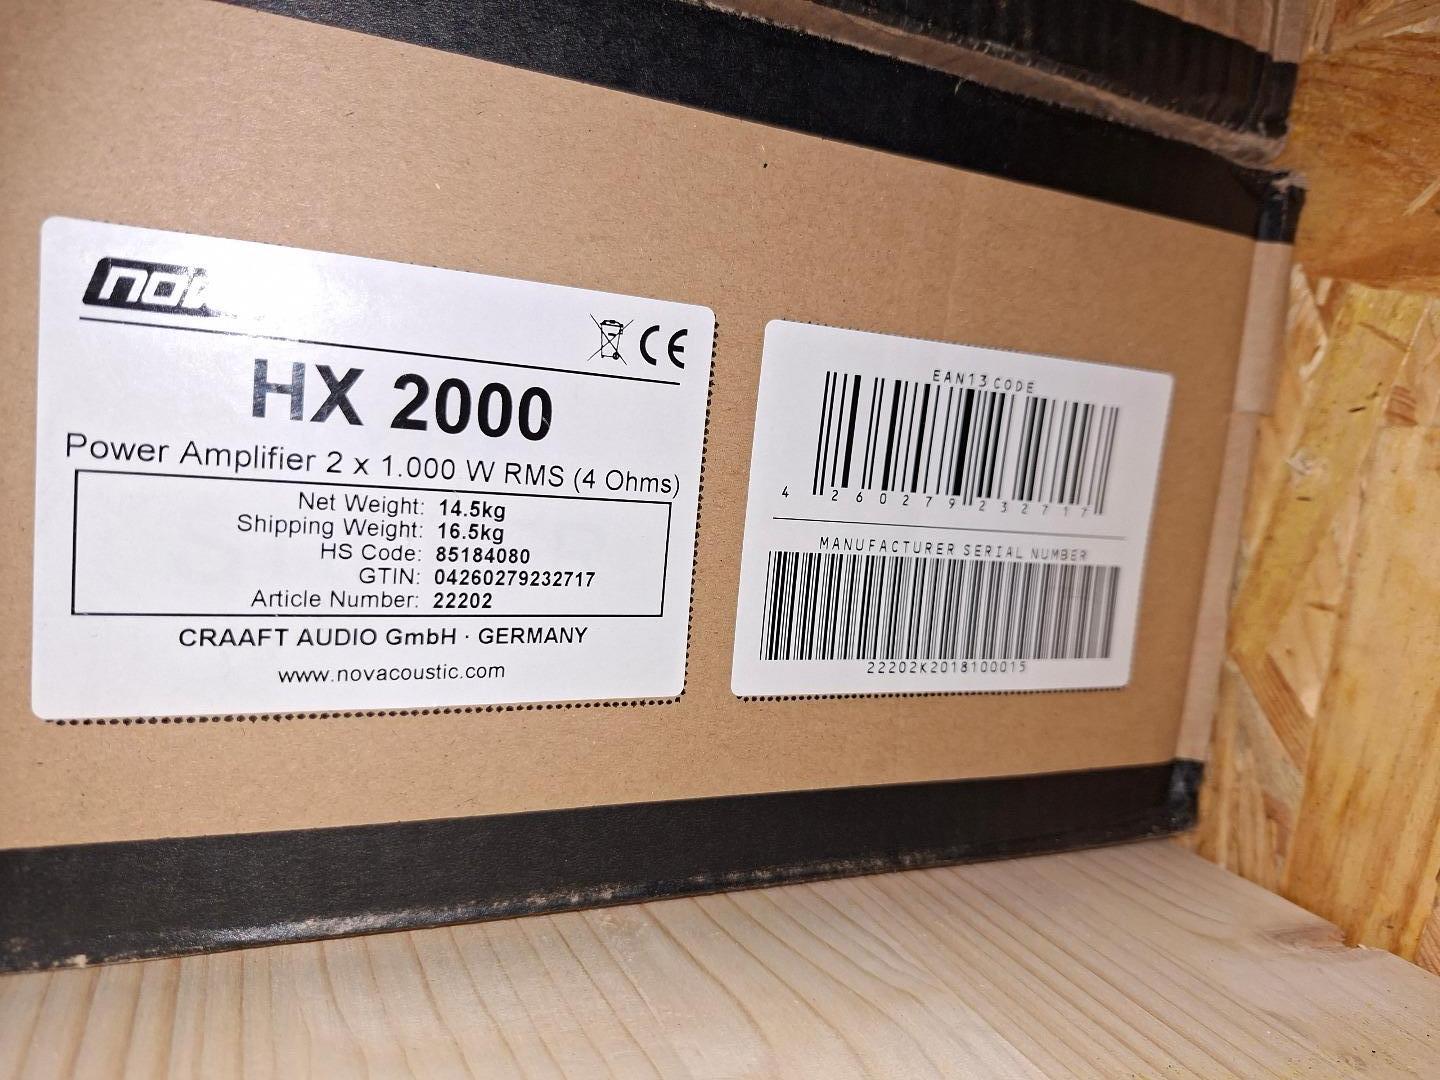 HX 2000
Power Amplifier 2 x 1.000 W RMS (4 Ohms)
Net Weight: 14.5kg
Shipping Weight: 16.5kg
HS Code: 85184080
GTIN: 04260279232717
Article Number: 22202
CRAAFT AUDIO GmbH · GERMANY
www.novacoustic.com
CE
EAN13 CODE
4 260279 232717
MANUFACTURER SERIAL NUMBER
22202K2018100015